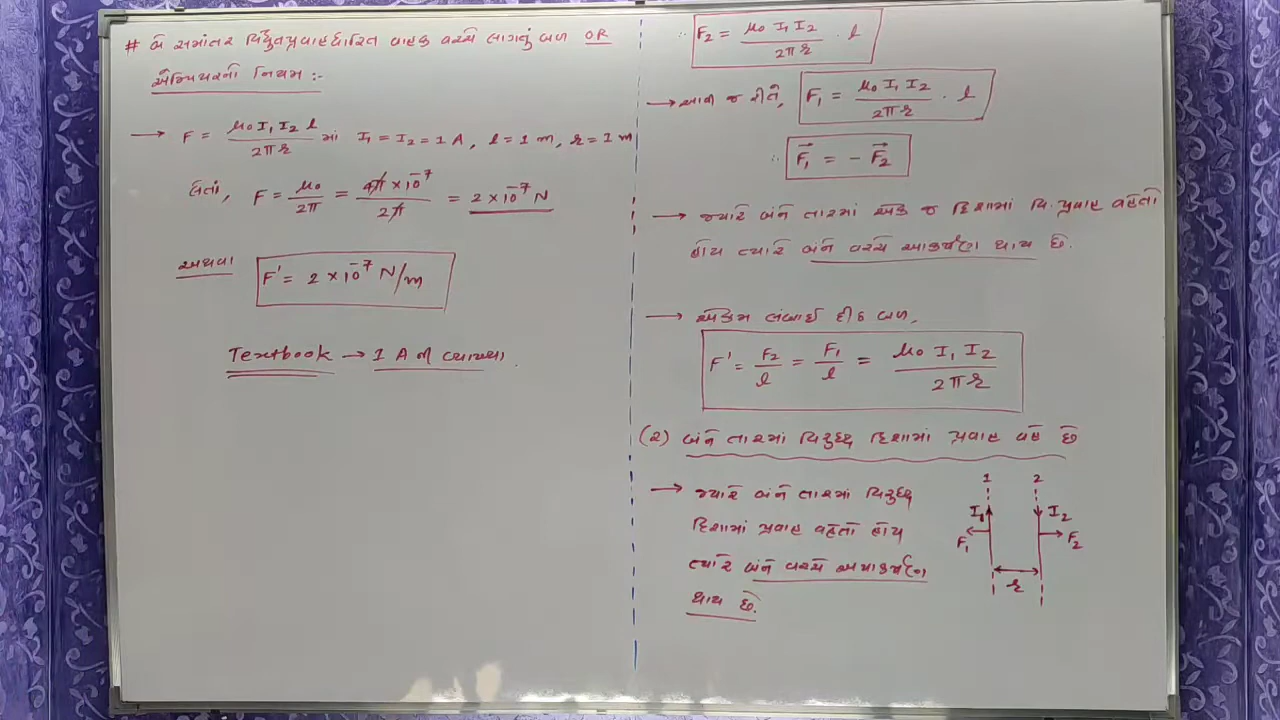 # બે સમાંતર વિદ્યુતપ્રવાહધારિત વાહક વચ્ચે લાગતું બળ OR
એમ્પિયરનો નિયમ :-
→ F = μ₀ I₁ I₂ l / 2πr માં I₁ = I₂ = 1 A, l = 1 m, r = 1 m
લેતાં, F = μ₀ / 2π = 4π × 10⁻⁷ / 2π = 2 × 10⁻⁷ N
અથવા F' = 2 × 10⁻⁷ N/m
Textbook → 1 A ની વ્યાખ્યા.
∴ F₂ = μ₀ I₁ I₂ / 2πr · l
→ આવી જ રીતે, F₁ = μ₀ I₁ I₂ / 2πr · l
∴ F⃗₁ = − F⃗₂
→ જ્યારે બંને તારમાં એક જ દિશામાં વિ. પ્રવાહ વહેતો
હોય ત્યારે બંને વચ્ચે આકર્ષણ થાય છે.
→ એકમ લંબાઈ દીઠ બળ,
F' = F₂ / l = F₁ / l = μ₀ I₁ I₂ / 2πr
(2) બંને તારમાં વિરુદ્ધ દિશામાં પ્રવાહ વહે છે
→ જ્યારે બંને તારમાં વિરુદ્ધ
દિશામાં પ્રવાહ વહેતો હોય
ત્યારે બંને વચ્ચે અપાકર્ષણ
થાય છે.
1 2
I₁ I₂
F₁ F₂
r